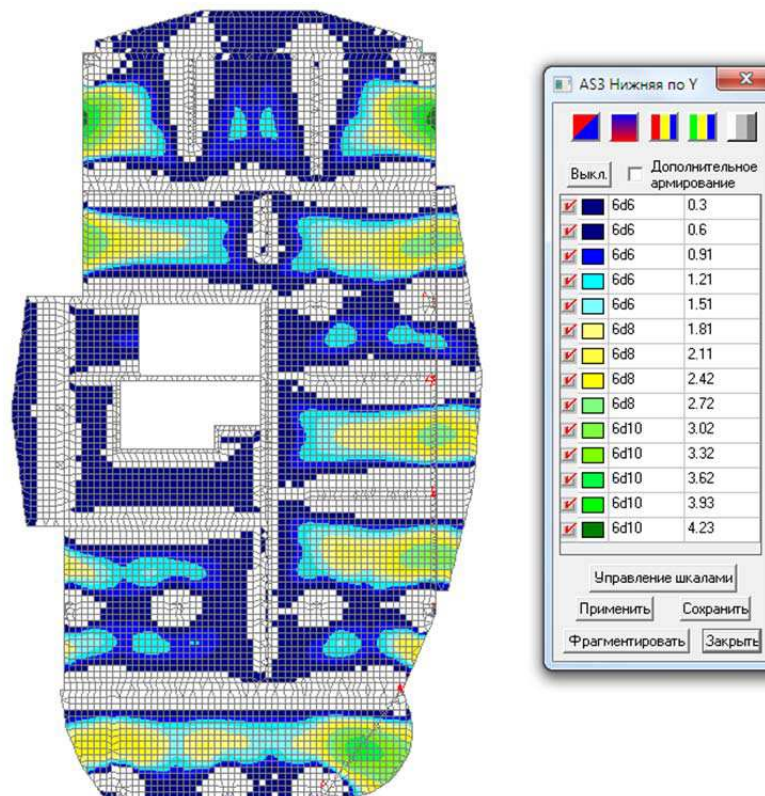 AS3 Нижняя по Y
Выкл.
Дополнительное
армирование
6d6 0.3
6d6 0.6
6d6 0.91
6d6 1.21
6d6 1.51
6d8 1.81
6d8 2.11
6d8 2.42
6d8 2.72
6d10 3.02
6d10 3.32
6d10 3.62
6d10 3.93
6d10 4.23
Управление шкалами
Применить Сохранить
Фрагментировать Закрыть